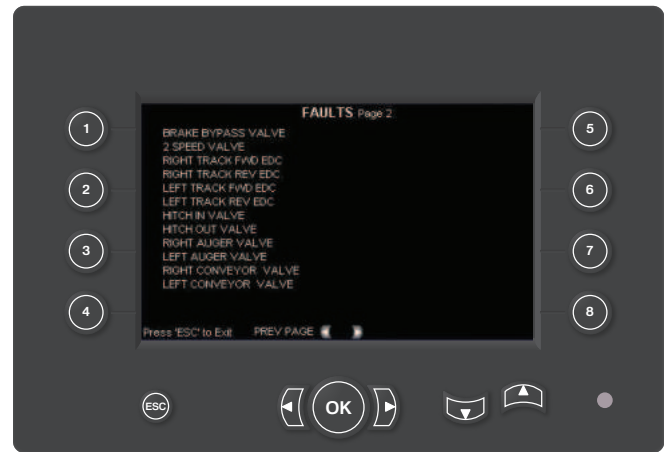 FAULTS Page 2
BRAKE BYPASS VALVE
2 SPEED VALVE
RIGHT TRACK FWD EDC
RIGHT TRACK REV EDC
LEFT TRACK FWD EDC
LEFT TRACK REV EDC
HITCH IN VALVE
HITCH OUT VALVE
RIGHT AUGER VALVE
LEFT AUGER VALVE
RIGHT CONVEYOR VALVE
LEFT CONVEYOR VALVE
Press 'ESC' to Exit PREV PAGE
1
2
3
4
5
6
7
8
ESC
OK